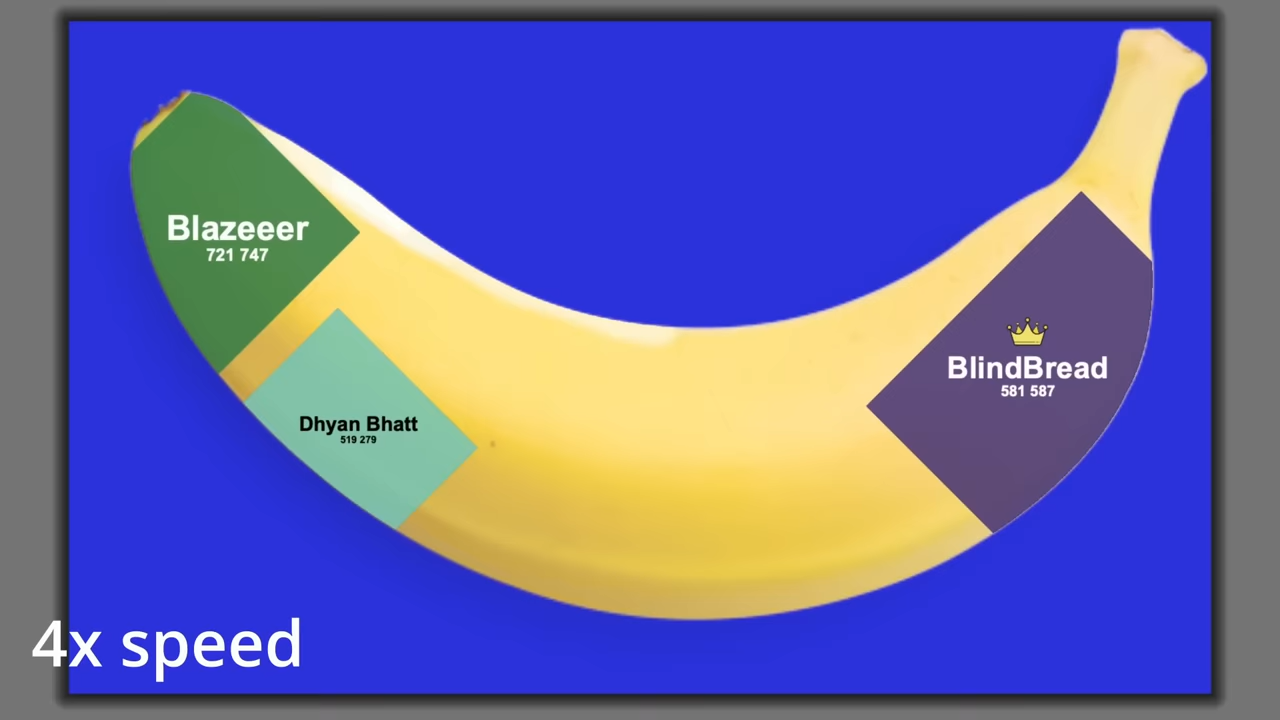 Blazeeer
721 747
BlindBread
581 587
Dhyan Bhatt
519 279
4x speed